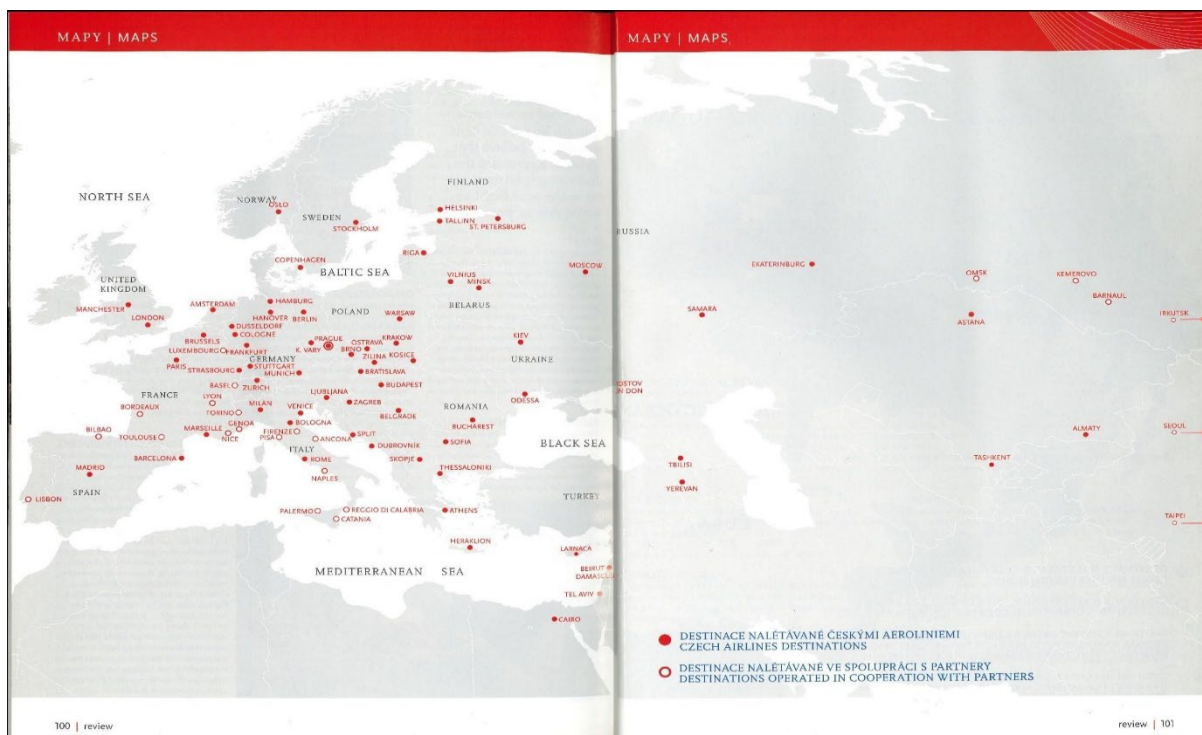 MAPY | MAPS
NORTH SEA
NORWAY
OSLO
SWEDEN
STOCKHOLM
FINLAND
HELSINKI
TALLINN
ST. PETERSBURG
RIGA
COPENHAGEN
BALTIC SEA
VILNIUS
MINSK
MOSCOW
UNITED
KINGDOM
MANCHESTER
LONDON
AMSTERDAM
HAMBURG
HANOVER
BERLIN
POLAND
WARSAW
BELARUS
DUSSELDORF
COLOGNE
BRUSSELS
LUXEMBOURG
FRANKFURT
GERMANY
PRAGUE
K. VARY
OSTRAVA
KRAKOW
BRNO
ZILINA
KOSICE
KIEV
UKRAINE
PARIS
STRASBOURG
STUTTGART
MUNICH
BRATISLAVA
BASEL
ZURICH
BUDAPEST
FRANCE
LYON
LJUBLJANA
ZAGREB
ODESSA
BORDEAUX
TORINO
MILAN
VENICE
BELGRADE
ROMANIA
BUCHAREST
BILBAO
TOULOUSE
MARSEILLE
NICE
GENOA
BOLOGNA
FIRENZE
PISA
ANCONA
SPLIT
DUBROVNÍK
SOFIA
BLACK SEA
ITALY
BARCELONA
ROME
SKOPJE
MADRID
NAPLES
THESSALONIKI
SPAIN
TURKEY
LISBON
PALERMO
REGGIO DI CALABRIA
CATANIA
ATHENS
HERAKLION
LARNACA
MEDITERRANEAN SEA
BEIRUT
DAMASCUS
TEL AVIV
CAIRO
100 | review
MAPY | MAPS
RUSSIA
EKATERINBURG
OMSK
KEMEROVO
BARNAUL
SAMARA
ASTANA
IRKUTSK
ALMATY
SEOUL
TBILISI
TASHKENT
YEREVAN
TAIPEI
DESTINACE NALÉTÁVANÉ ČESKÝMI AEROLINIEMI
CZECH AIRLINES DESTINATIONS
DESTINACE NALÉTÁVANÉ VE SPOLUPRÁCI S PARTNERY
DESTINATIONS OPERATED IN COOPERATION WITH PARTNERS
review | 101